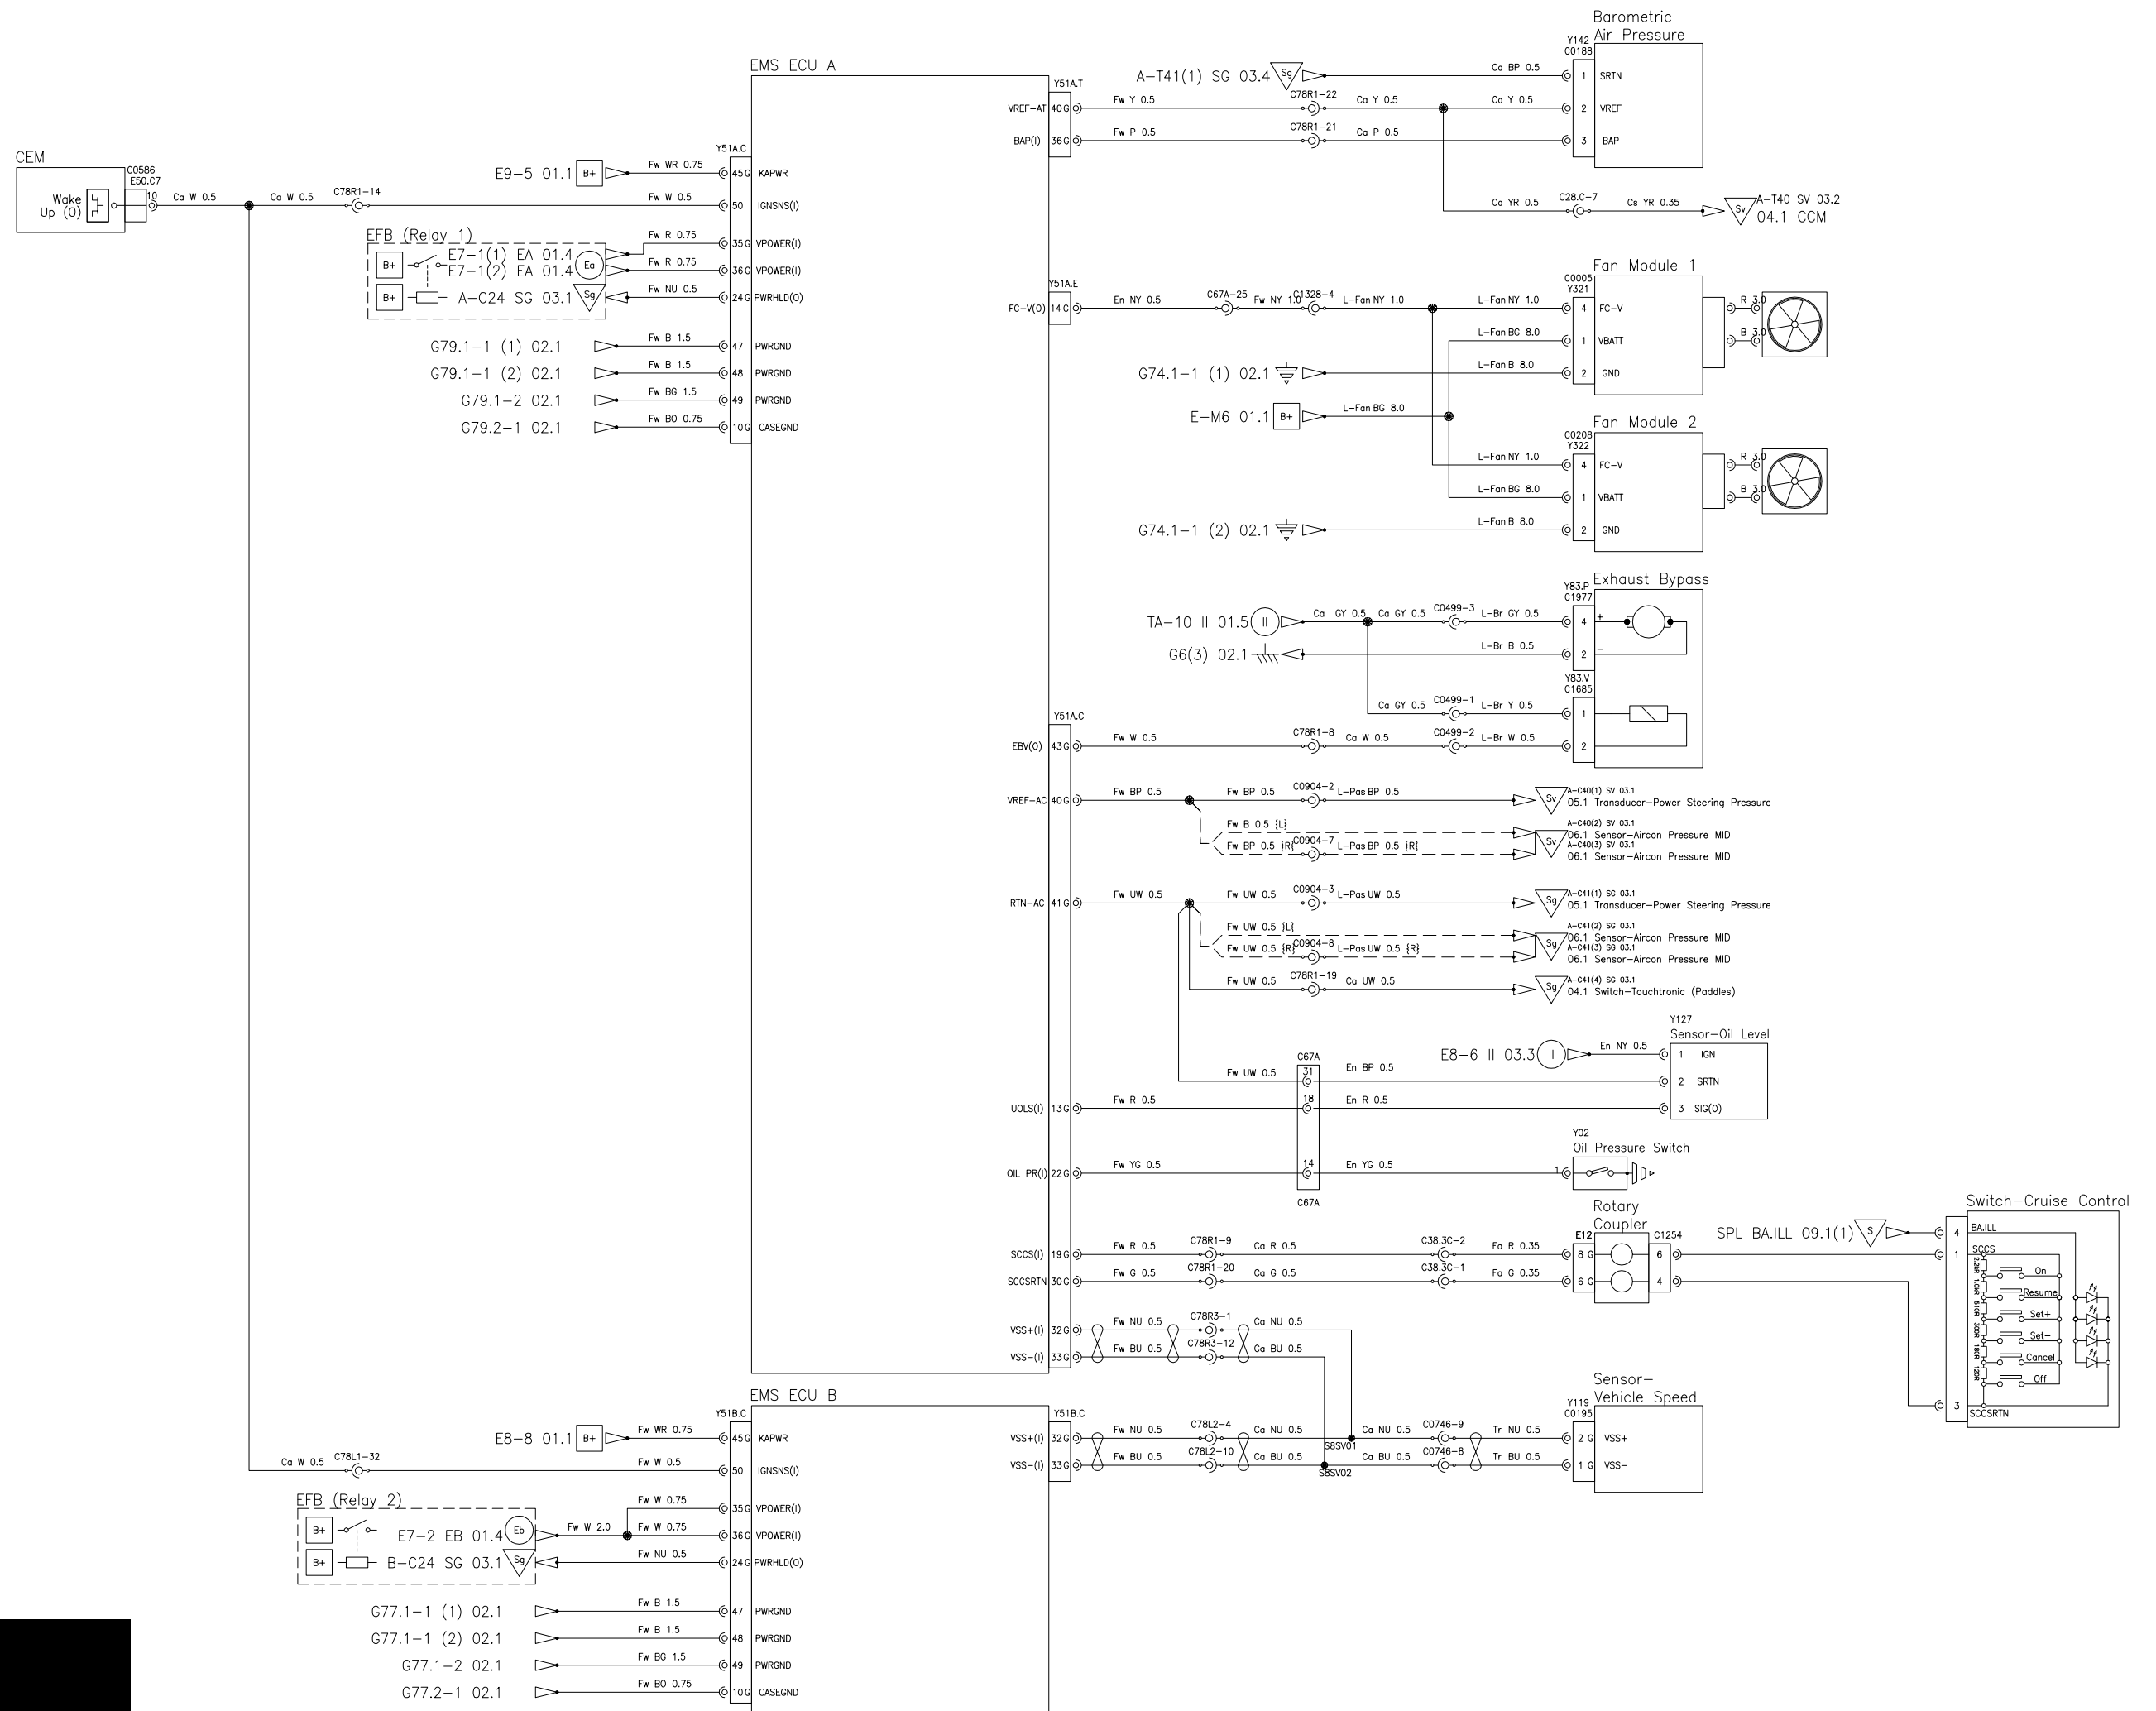 CEM
Wake
Up (O)
C0586
E50.C7
10
Ca W 0.5
Ca W 0.5
C78R1-14
Fw W 0.5
50 IGNSNS(I)
EMS ECU A
Y51A.C
E9-5 01.1 B+
Fw WR 0.75
45G KAPWR
EFB (Relay 1)
B+
E7-1(1) EA 01.4
E7-1(2) EA 01.4
Ea
Fw R 0.75
35G VPOWER(I)
Fw R 0.75
36G VPOWER(I)
B+
A-C24 SG 03.1 Sg
Fw NU 0.5
24G PWRHLD(O)
G79.1-1 (1) 02.1
Fw B 1.5
47 PWRGND
G79.1-1 (2) 02.1
Fw B 1.5
48 PWRGND
G79.1-2 02.1
Fw BG 1.5
49 PWRGND
G79.2-1 02.1
Fw BO 0.75
10G CASEGND
Barometric
Air Pressure
Y142
C0188
A-T41(1) SG 03.4 Sg
Ca BP 0.5
1 SRTN
Y51A.T
VREF-AT 40G
Fw Y 0.5
C78R1-22
Ca Y 0.5
Ca Y 0.5
2 VREF
BAP(I) 36G
Fw P 0.5
C78R1-21
Ca P 0.5
3 BAP
Ca YR 0.5
C28.C-7
Cs YR 0.35
Sv
A-T40 SV 03.2
04.1 CCM
Fan Module 1
C0005
Y321
Y51A.E
FC-V(O) 14G
En NY 0.5
C67A-25
Fw NY 1.0
C1328-4
L-Fan NY 1.0
L-Fan NY 1.0
4 FC-V
R 3.0
L-Fan BG 8.0
1 VBATT
B 3.0
G74.1-1 (1) 02.1
L-Fan B 8.0
2 GND
E-M6 01.1 B+
L-Fan BG 8.0
Fan Module 2
C0208
Y322
L-Fan NY 1.0
4 FC-V
R 3.0
L-Fan BG 8.0
1 VBATT
B 3.0
G74.1-1 (2) 02.1
L-Fan B 8.0
2 GND
Exhaust Bypass
Y83.P
C1977
TA-10 II 01.5 II
Ca GY 0.5
Ca GY 0.5
C0499-3
L-Br GY 0.5
4 +
G6(3) 02.1
L-Br B 0.5
2 -
Y83.V
C1685
Ca GY 0.5
C0499-1
L-Br Y 0.5
1
Y51A.C
EBV(O) 43G
Fw W 0.5
C78R1-8
Ca W 0.5
C0499-2
L-Br W 0.5
2
VREF-AC 40G
Fw BP 0.5
Fw BP 0.5
C0904-2
L-Pas BP 0.5
Sv
A-C40(1) SV 03.1
05.1 Transducer-Power Steering Pressure
Fw B 0.5 {L}
A-C40(2) SV 03.1
06.1 Sensor-Aircon Pressure MID
Sv
Fw BP 0.5 {R}
C0904-7
L-Pas BP 0.5 {R}
A-C40(3) SV 03.1
06.1 Sensor-Aircon Pressure MID
RTN-AC 41G
Fw UW 0.5
Fw UW 0.5
C0904-3
L-Pas UW 0.5
Sg
A-C41(1) SG 03.1
05.1 Transducer-Power Steering Pressure
Fw UW 0.5 {L}
A-C41(2) SG 03.1
06.1 Sensor-Aircon Pressure MID
Sg
Fw UW 0.5 {R}
C0904-8
L-Pas UW 0.5 {R}
A-C41(3) SG 03.1
06.1 Sensor-Aircon Pressure MID
Fw UW 0.5
C78R1-19
Ca UW 0.5
Sg
A-C41(4) SG 03.1
04.1 Switch-Touchtronic (Paddles)
Y127
Sensor-Oil Level
E8-6 II 03.3 II
En NY 0.5
1 IGN
C67A
Fw UW 0.5
31
En BP 0.5
2 SRTN
UOLS(I) 13G
Fw R 0.5
18
En R 0.5
3 SIG(O)
Y02
Oil Pressure Switch
OIL PR(I) 22G
Fw YG 0.5
14
En YG 0.5
1
C67A
Rotary
Coupler
E12
C1254
SCCS(I) 19G
Fw R 0.5
C78R1-9
Ca R 0.5
C38.3C-2
Fa R 0.35
8 G
6
SCCSRTN 30G
Fw G 0.5
C78R1-20
Ca G 0.5
C38.3C-1
Fa G 0.35
6 G
4
Switch-Cruise Control
SPL BA.ILL 09.1(1) S
4 BA.ILL
1 SCCS
2.2KR
On
1.0KR
Resume
510R
Set+
300R
Set-
180R
Cancel
120R
Off
3 SCCSRTN
VSS+(I) 32G
Fw NU 0.5
C78R3-1
Ca NU 0.5
VSS-(I) 33G
Fw BU 0.5
C78R3-12
Ca BU 0.5
EMS ECU B
Y51B.C
E8-8 01.1 B+
Fw WR 0.75
45G KAPWR
Ca W 0.5
C78L1-32
Fw W 0.5
50 IGNSNS(I)
EFB (Relay 2)
B+
E7-2 EB 01.4 Eb
Fw W 2.0
Fw W 0.75
35G VPOWER(I)
Fw W 0.75
36G VPOWER(I)
B+
B-C24 SG 03.1 Sg
Fw NU 0.5
24G PWRHLD(O)
G77.1-1 (1) 02.1
Fw B 1.5
47 PWRGND
G77.1-1 (2) 02.1
Fw B 1.5
48 PWRGND
G77.1-2 02.1
Fw BG 1.5
49 PWRGND
G77.2-1 02.1
Fw BO 0.75
10G CASEGND
Sensor-
Vehicle Speed
Y119
C0195
Y51B.C
VSS+(I) 32G
Fw NU 0.5
C78L2-4
Ca NU 0.5
S8SV01
Ca NU 0.5
C0746-9
Tr NU 0.5
2 G VSS+
VSS-(I) 33G
Fw BU 0.5
C78L2-10
Ca BU 0.5
S8SV02
Ca BU 0.5
C0746-8
Tr BU 0.5
1 G VSS-